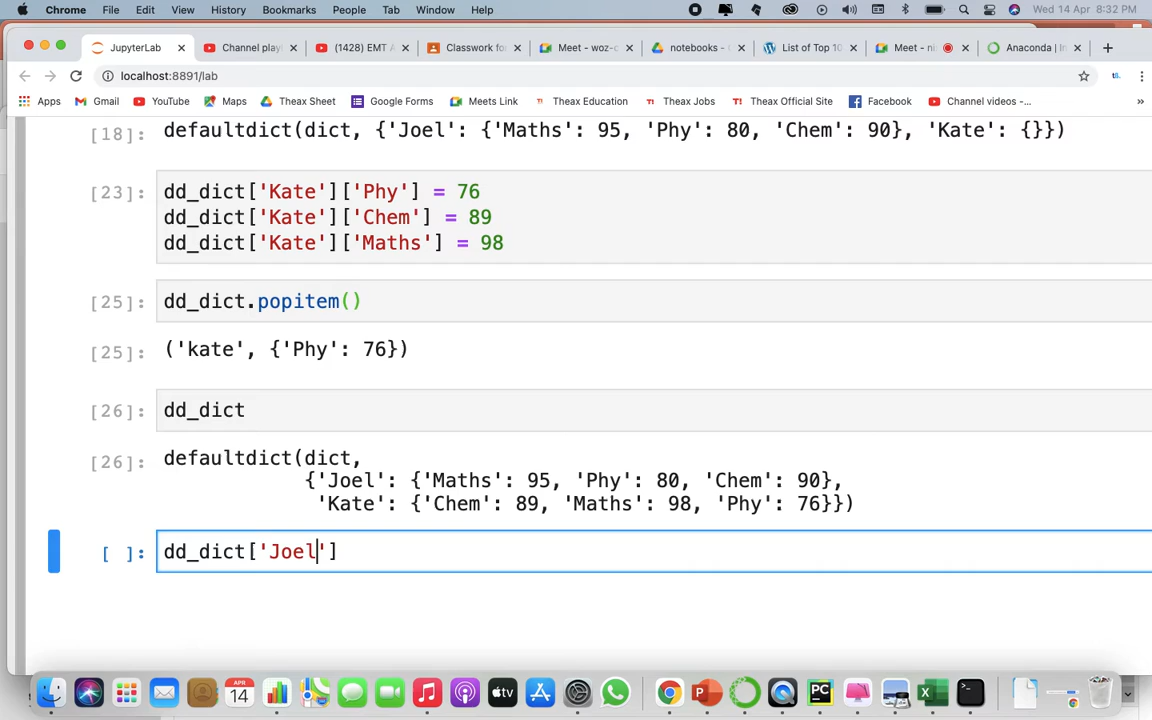 Chrome File Edit View History Bookmarks People Tab Window Help Wed 14 Apr 8:32 PM
JupyterLab Channel play (1428) EMT A Classwork fo Meet - woz-c notebooks - List of Top 10 Meet - ni Anaconda | In
localhost:8891/lab
Apps Gmail YouTube Maps Theax Sheet Google Forms Meets Link Theax Education Theax Jobs Theax Official Site Facebook Channel videos -... »
[18]: defaultdict(dict, {'Joel': {'Maths': 95, 'Phy': 80, 'Chem': 90}, 'Kate': {}})
[23]: dd_dict['Kate']['Phy'] = 76
dd_dict['Kate']['Chem'] = 89
dd_dict['Kate']['Maths'] = 98
[25]: dd_dict.popitem()
[25]: ('kate', {'Phy': 76})
[26]: dd_dict
[26]: defaultdict(dict,
{'Joel': {'Maths': 95, 'Phy': 80, 'Chem': 90},
'Kate': {'Chem': 89, 'Maths': 98, 'Phy': 76}})
[ ]: dd_dict['Joel']
APR
14
tv
P
PC
X